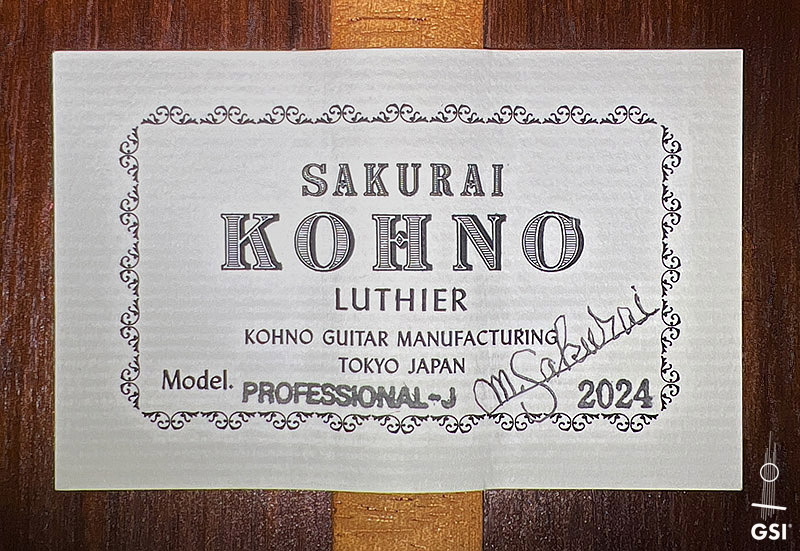 SAKURAI
KOHNO
LUTHIER
KOHNO GUITAR MANUFACTURING
TOKYO JAPAN
M. Sakurai
Model. PROFESSIONAL-J 2024
GSI